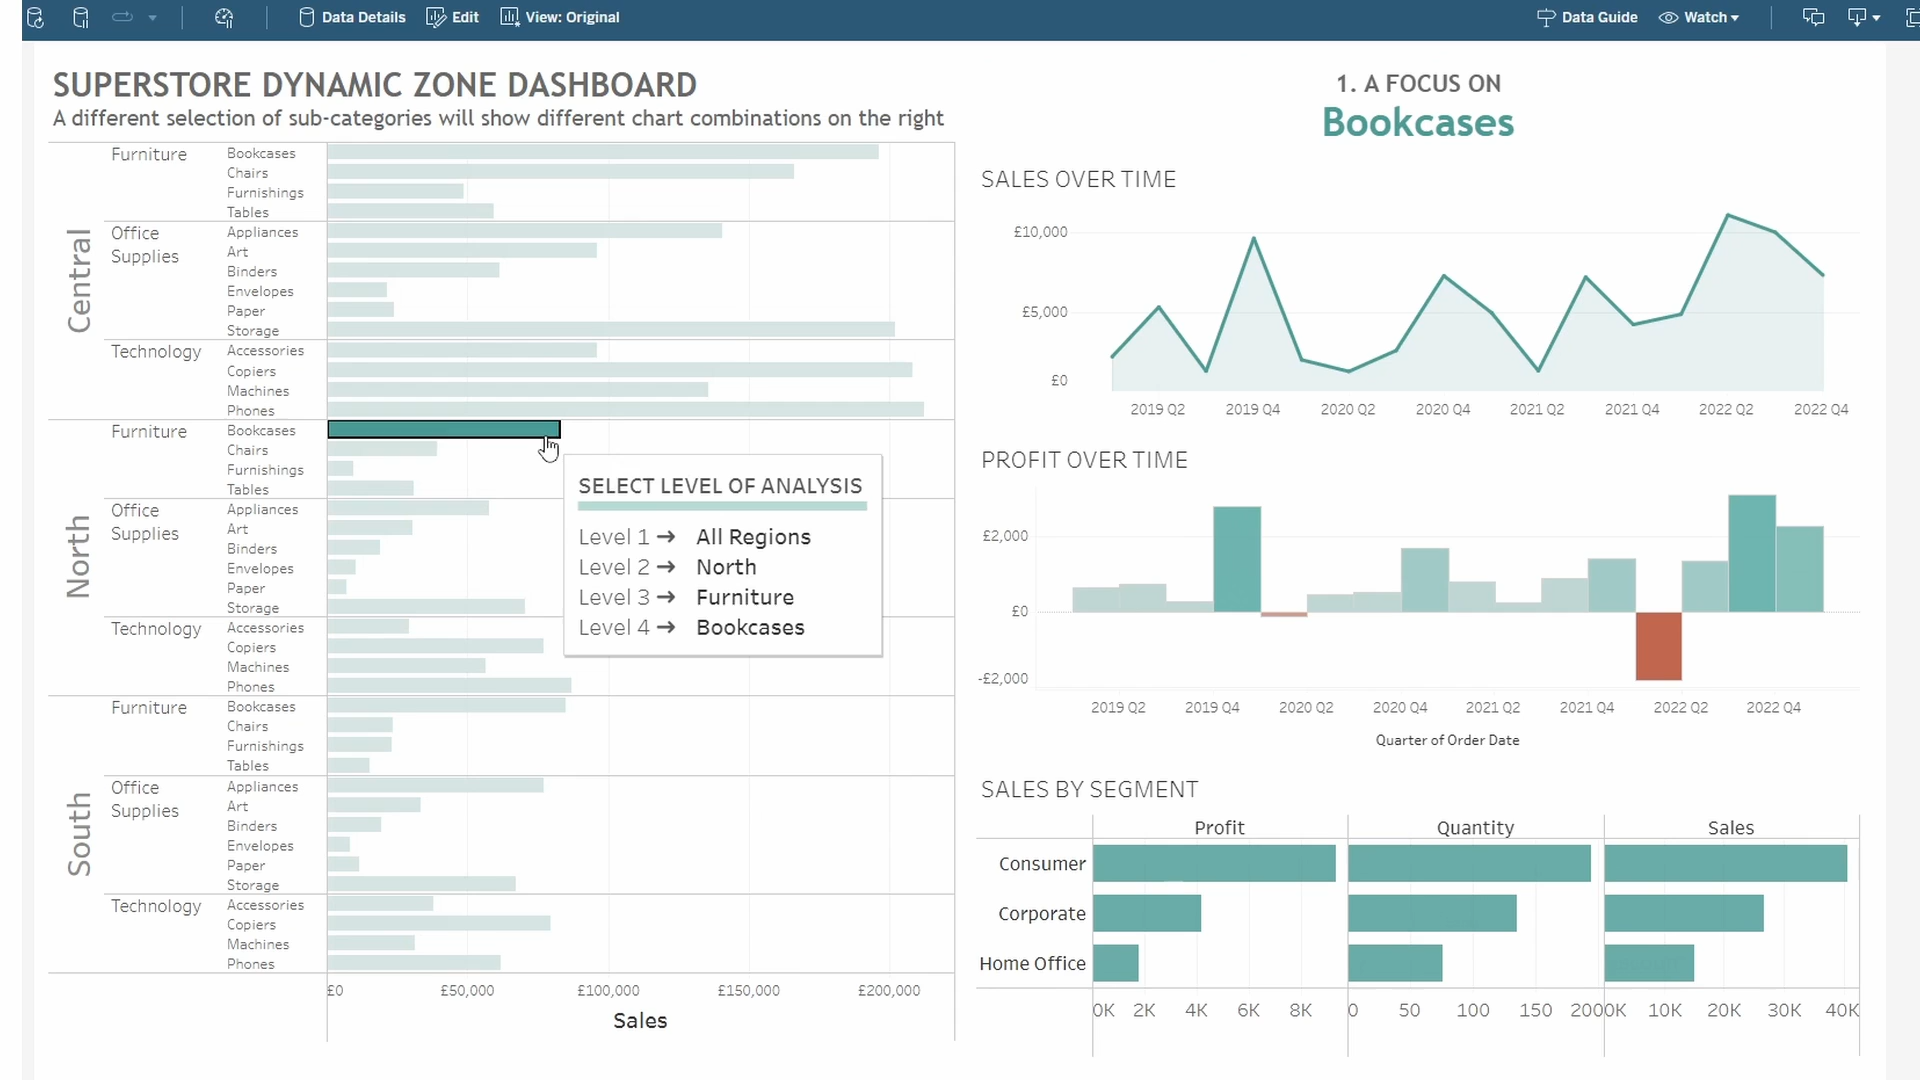 Data Details
Edit
View: Original
Data Guide
Watch
SUPERSTORE DYNAMIC ZONE DASHBOARD
A different selection of sub-categories will show different chart combinations on the right
Central
Furniture
Bookcases
Chairs
Furnishings
Tables
Office
Supplies
Appliances
Art
Binders
Envelopes
Paper
Storage
Technology
Accessories
Copiers
Machines
Phones
North
Furniture
Bookcases
Chairs
Furnishings
Tables
Office
Supplies
Appliances
Art
Binders
Envelopes
Paper
Storage
Technology
Accessories
Copiers
Machines
Phones
South
Furniture
Bookcases
Chairs
Furnishings
Tables
Office
Supplies
Appliances
Art
Binders
Envelopes
Paper
Storage
Technology
Accessories
Copiers
Machines
Phones
£0 £50,000 £100,000 £150,000 £200,000
Sales
SELECT LEVEL OF ANALYSIS
Level 1 → All Regions
Level 2 → North
Level 3 → Furniture
Level 4 → Bookcases
1. A FOCUS ON
Bookcases
SALES OVER TIME
£10,000
£5,000
£0
2019 Q2 2019 Q4 2020 Q2 2020 Q4 2021 Q2 2021 Q4 2022 Q2 2022 Q4
PROFIT OVER TIME
£2,000
£0
-£2,000
2019 Q2 2019 Q4 2020 Q2 2020 Q4 2021 Q2 2021 Q4 2022 Q2 2022 Q4
Quarter of Order Date
SALES BY SEGMENT
Profit Quantity Sales
Consumer
Corporate
Home Office
0K 2K 4K 6K 8K 0 50 100 150 200 0K 10K 20K 30K 40K